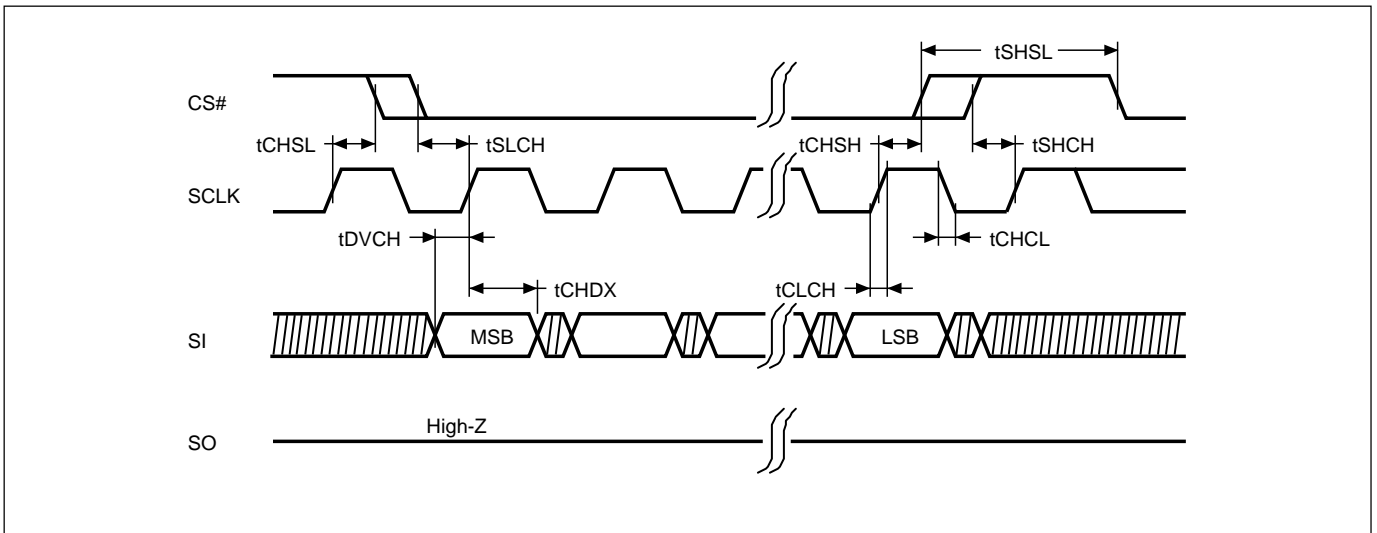 tSHSL
CS#
tCHSL
tSLCH
tCHSH
tSHCH
SCLK
tDVCH
tCHCL
tCHDX
tCLCH
SI
MSB
LSB
High-Z
SO